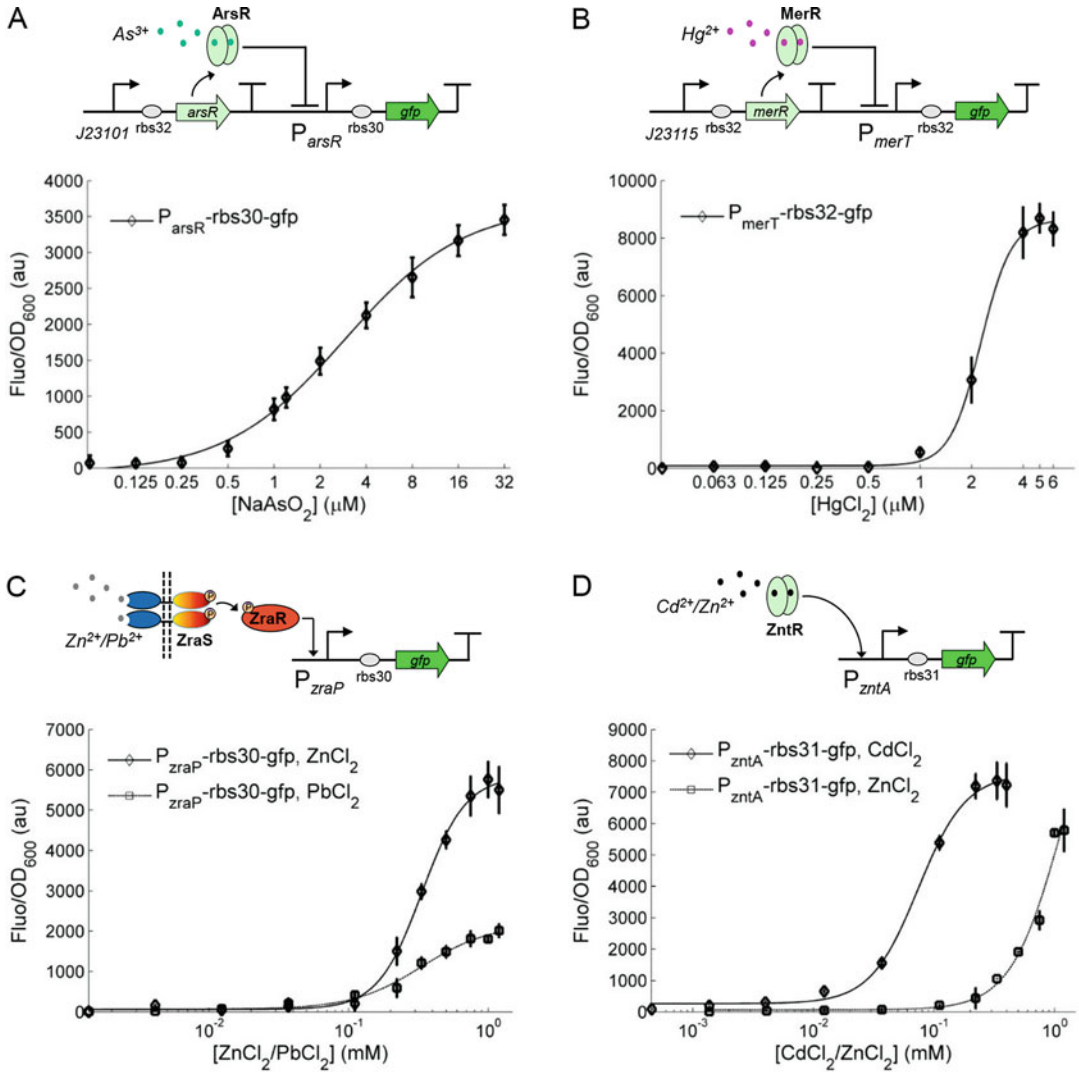 A
As3+
ArsR
arsR
gfp
J23101
rbs32
ParsR
rbs30
4000
3500
3000
2500
2000
1500
1000
500
0
Fluo/OD600 (au)
ParsR-rbs30-gfp
0.125 0.25 0.5 1 2 4 8 16 32
[NaAsO2] (μM)
B
Hg2+
MerR
merR
gfp
J23115
rbs32
PmerT
rbs32
10000
8000
6000
4000
2000
0
Fluo/OD600 (au)
PmerT-rbs32-gfp
0.063 0.125 0.25 0.5 1 2 4 5 6
[HgCl2] (μM)
C
Zn2+/Pb2+
ZraS
P
P
P
ZraR
PzraP
rbs30
gfp
7000
6000
5000
4000
3000
2000
1000
0
Fluo/OD600 (au)
PzraP-rbs30-gfp, ZnCl2
PzraP-rbs30-gfp, PbCl2
10-2 10-1 100
[ZnCl2/PbCl2] (mM)
D
Cd2+/Zn2+
ZntR
PzntA
rbs31
gfp
9000
8000
7000
6000
5000
4000
3000
2000
1000
0
Fluo/OD600 (au)
PzntA-rbs31-gfp, CdCl2
PzntA-rbs31-gfp, ZnCl2
10-3 10-2 10-1 100
[CdCl2/ZnCl2] (mM)